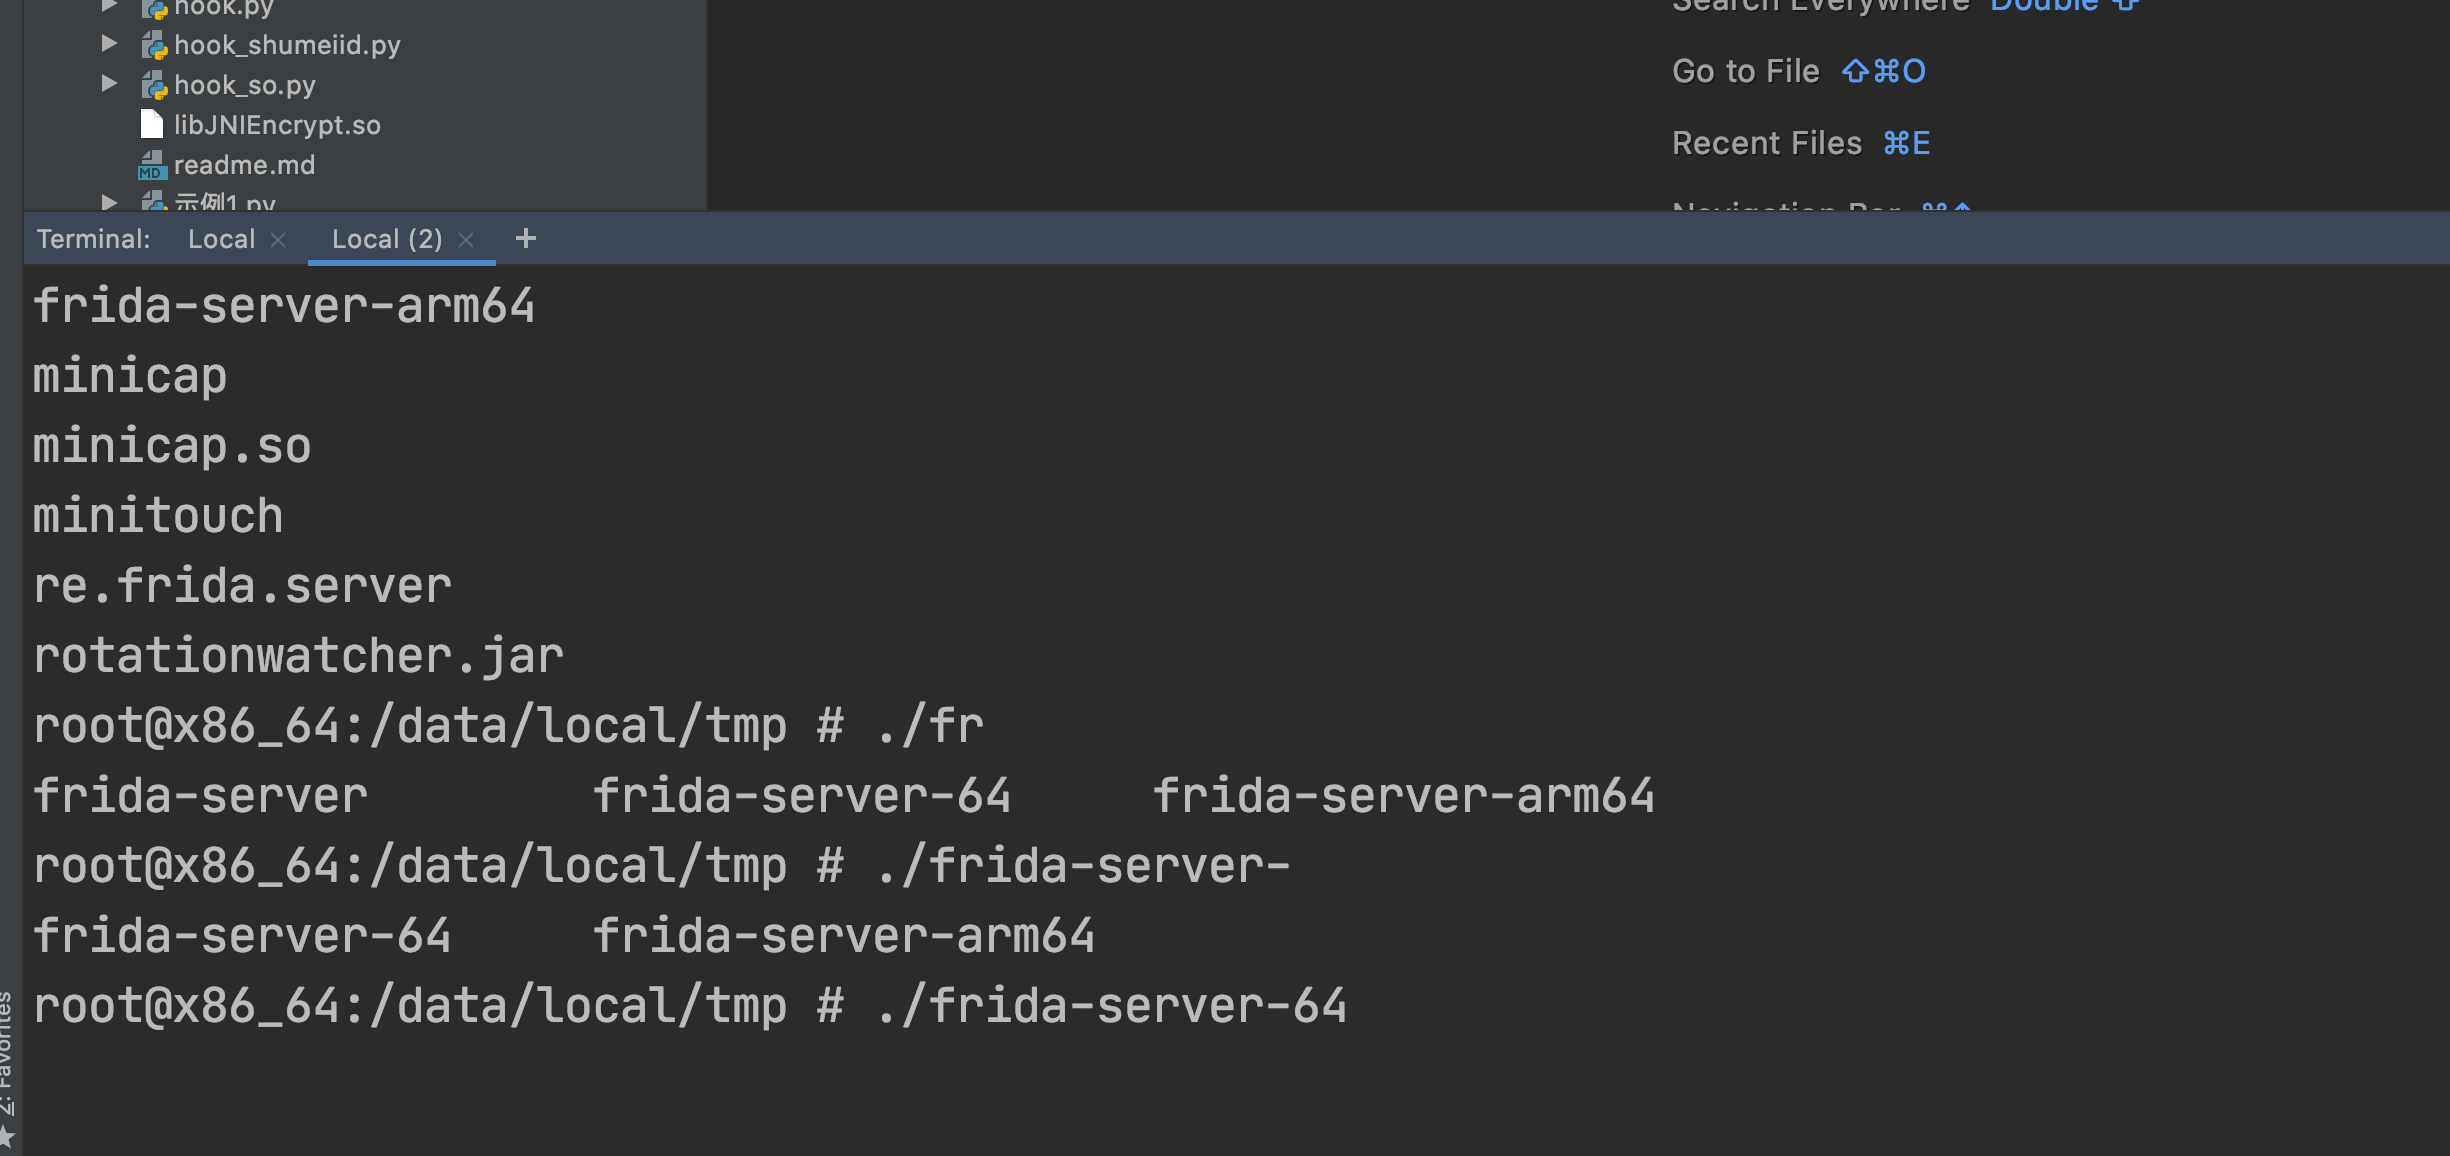 hook.py
hook_shumeiid.py
hook_so.py
libJNIEncrypt.so
MD readme.md
示例1.py
Search Everywhere Double ⇧
Go to File ⇧⌘O
Recent Files ⌘E
Navigation Bar ⌘↑
Terminal: Local × Local (2) × +
frida-server-arm64
minicap
minicap.so
minitouch
re.frida.server
rotationwatcher.jar
root@x86_64:/data/local/tmp # ./fr
frida-server frida-server-64 frida-server-arm64
root@x86_64:/data/local/tmp # ./frida-server-
frida-server-64 frida-server-arm64
root@x86_64:/data/local/tmp # ./frida-server-64
2: Favorites